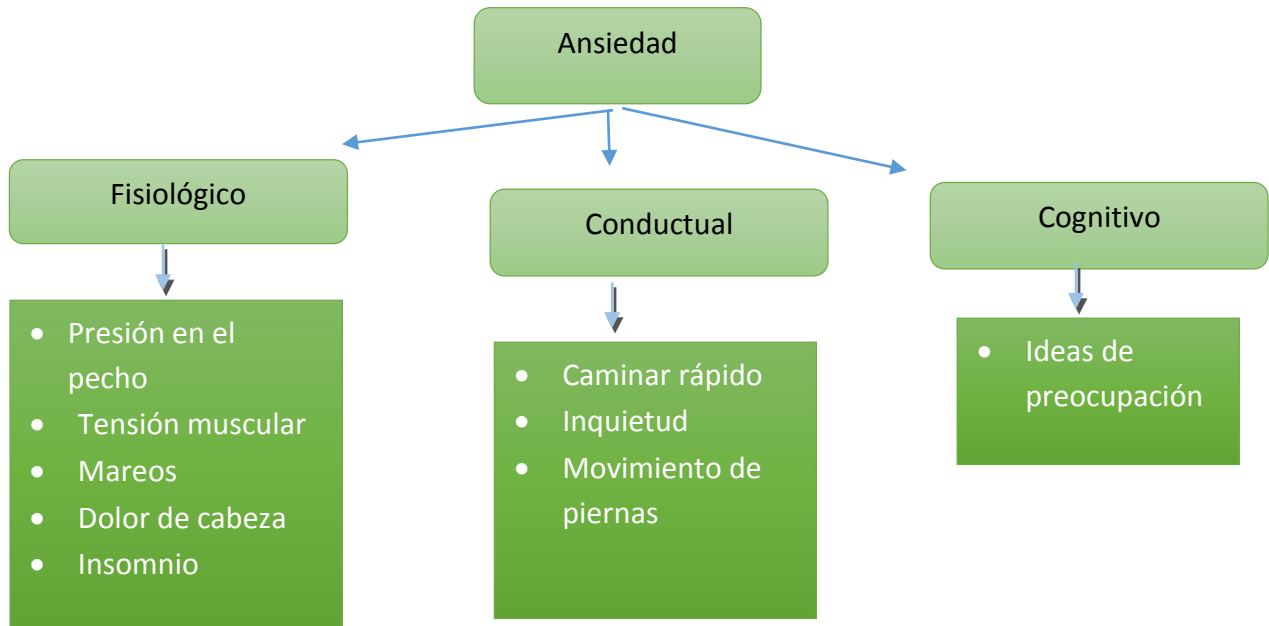 Ansiedad
Fisiológico
Conductual
Cognitivo
• Presión en el
pecho
• Tensión muscular
• Mareos
• Dolor de cabeza
• Insomnio
• Caminar rápido
• Inquietud
• Movimiento de
piernas
• Ideas de
preocupación